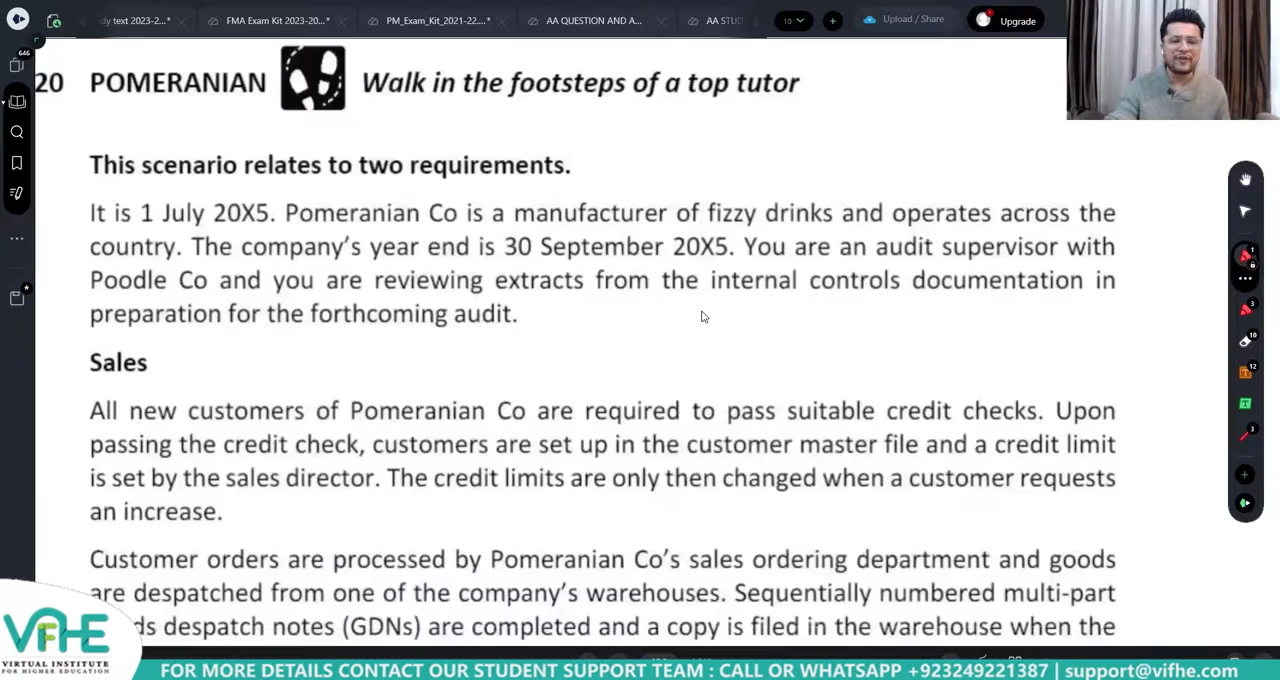 dy text 2023-2...*
FMA Exam Kit 2023-20...*
PM_Exam_Kit_2021-22....*
AA QUESTION AND A...
AA STUD
10
Upload / Share
Upgrade
646
20 POMERANIAN Walk in the footsteps of a top tutor
This scenario relates to two requirements.
It is 1 July 20X5. Pomeranian Co is a manufacturer of fizzy drinks and operates across the
country. The company's year end is 30 September 20X5. You are an audit supervisor with
Poodle Co and you are reviewing extracts from the internal controls documentation in
preparation for the forthcoming audit.
Sales
All new customers of Pomeranian Co are required to pass suitable credit checks. Upon
passing the credit check, customers are set up in the customer master file and a credit limit
is set by the sales director. The credit limits are only then changed when a customer requests
an increase.
Customer orders are processed by Pomeranian Co's sales ordering department and goods
are despatched from one of the company's warehouses. Sequentially numbered multi-part
ds despatch notes (GDNs) are completed and a copy is filed in the warehouse when the
1
3
10
12
3
VIFHE
VIRTUAL INSTITUTE
FOR HIGHER EDUCATION
FOR MORE DETAILS CONTACT OUR STUDENT SUPPORT TEAM : CALL OR WHATSAPP +923249221387 | support@vifhe.com